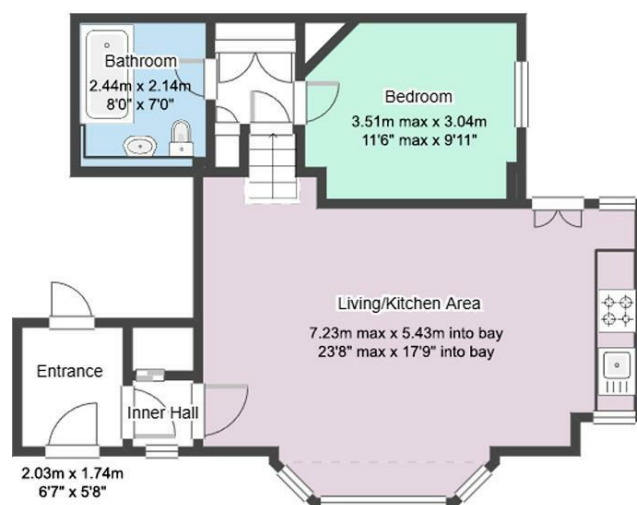 Bathroom
2.44m x 2.14m
8'0" x 7'0"
Bedroom
3.51m max x 3.04m
11'6" max x 9'11"
Living/Kitchen Area
7.23m max x 5.43m into bay
23'8" max x 17'9" into bay
Entrance
Inner Hall
2.03m x 1.74m
6'7" x 5'8"